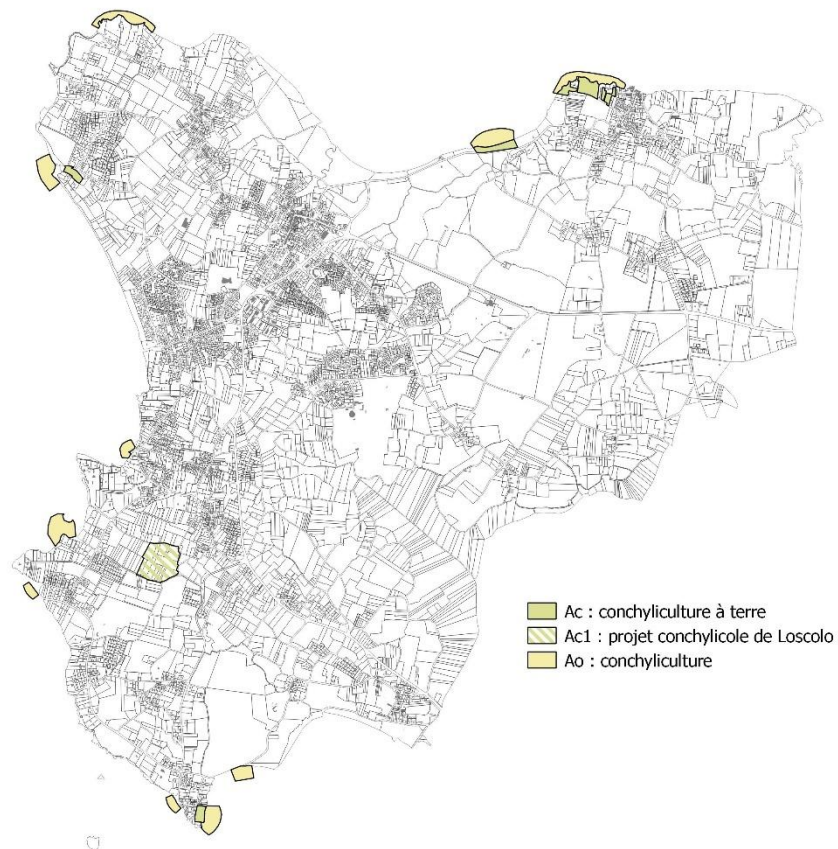 Ac : conchyliculture à terre
Ac1 : projet conchylicole de Loscolo
Ao : conchyliculture